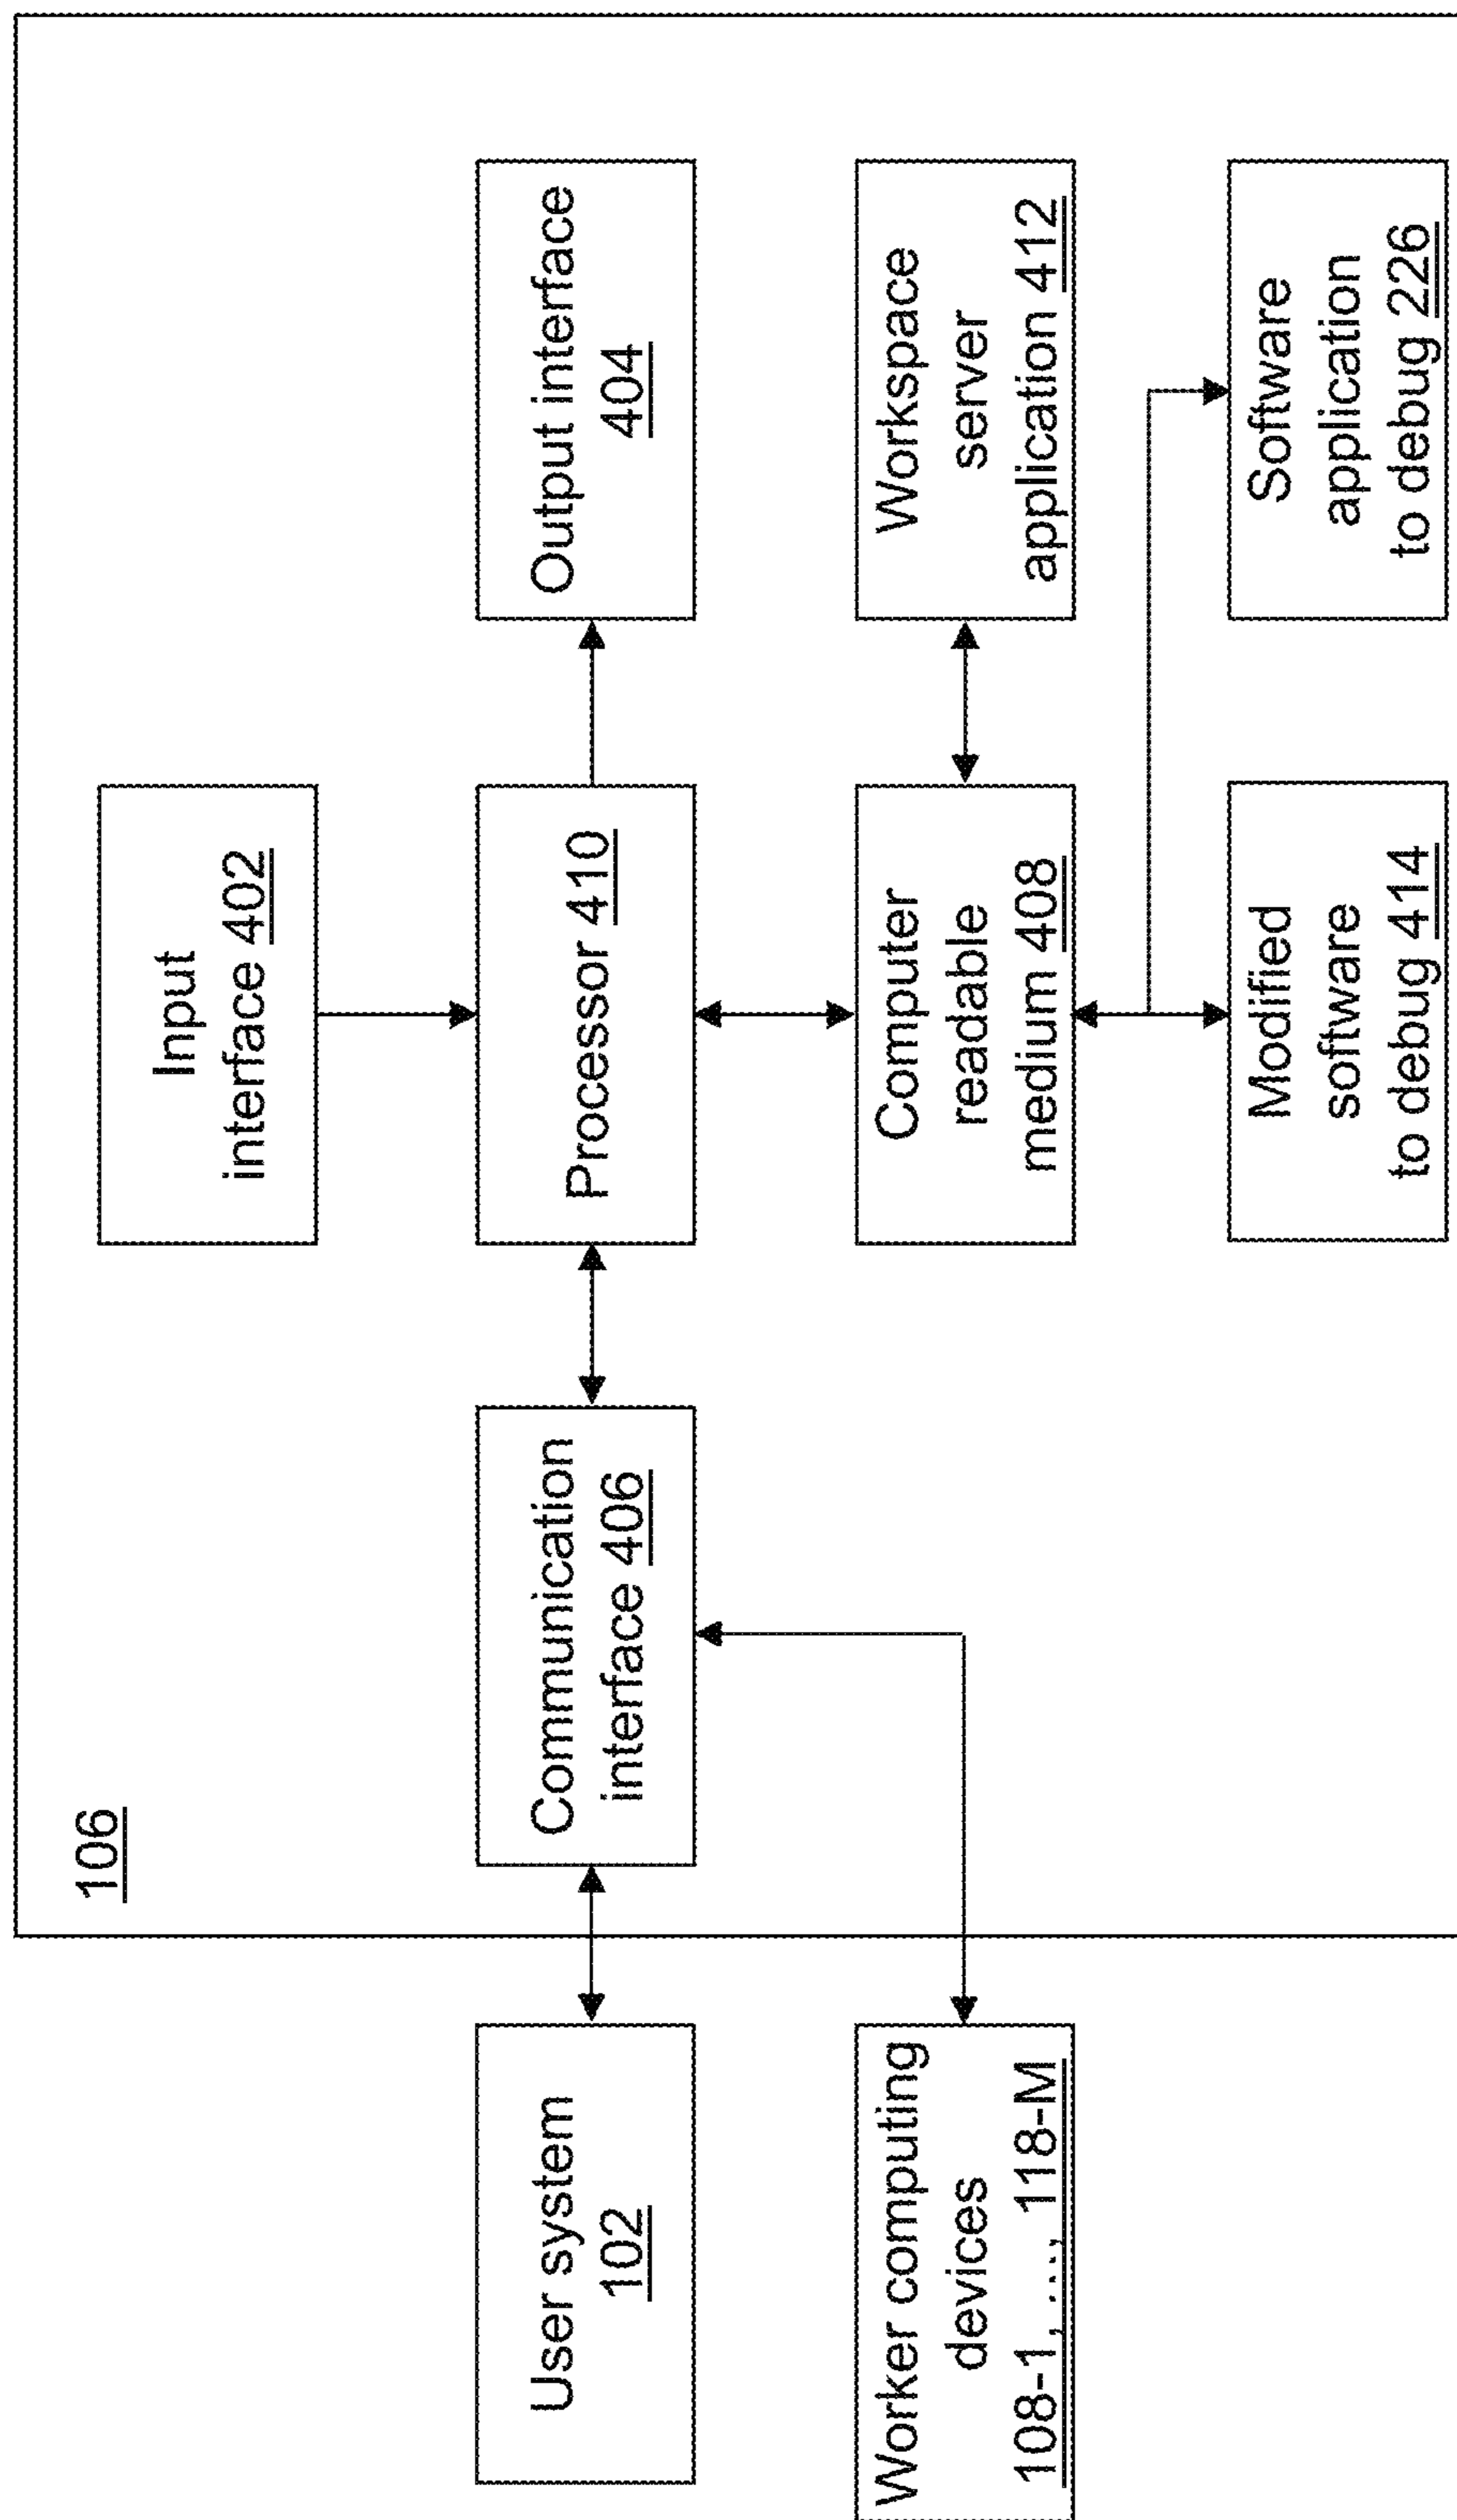 106
Input
interface 402
User system
102
Communication
interface 406
Processor 410
Output interface
404
Worker computing
devices
108-1, ..., 118-M
Computer
readable
medium 408
Workspace
server
application 412
Modified
software
to debug 414
Software
application
to debug 226